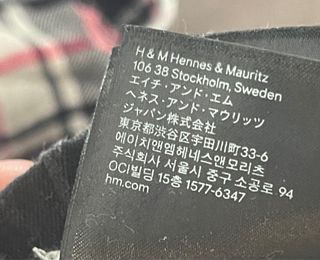 H & M Hennes & Mauritz
106 38 Stockholm, Sweden
エイチ・アンド・エム
ヘネス・アンド・マウリッツ
ジャパン株式会社
東京都渋谷区宇田川町33-6
에이치앤엠헤네스앤모리츠
주식회사 서울시 중구 소공로 94
OCI빌딩 15층 1577-6347
hm.com